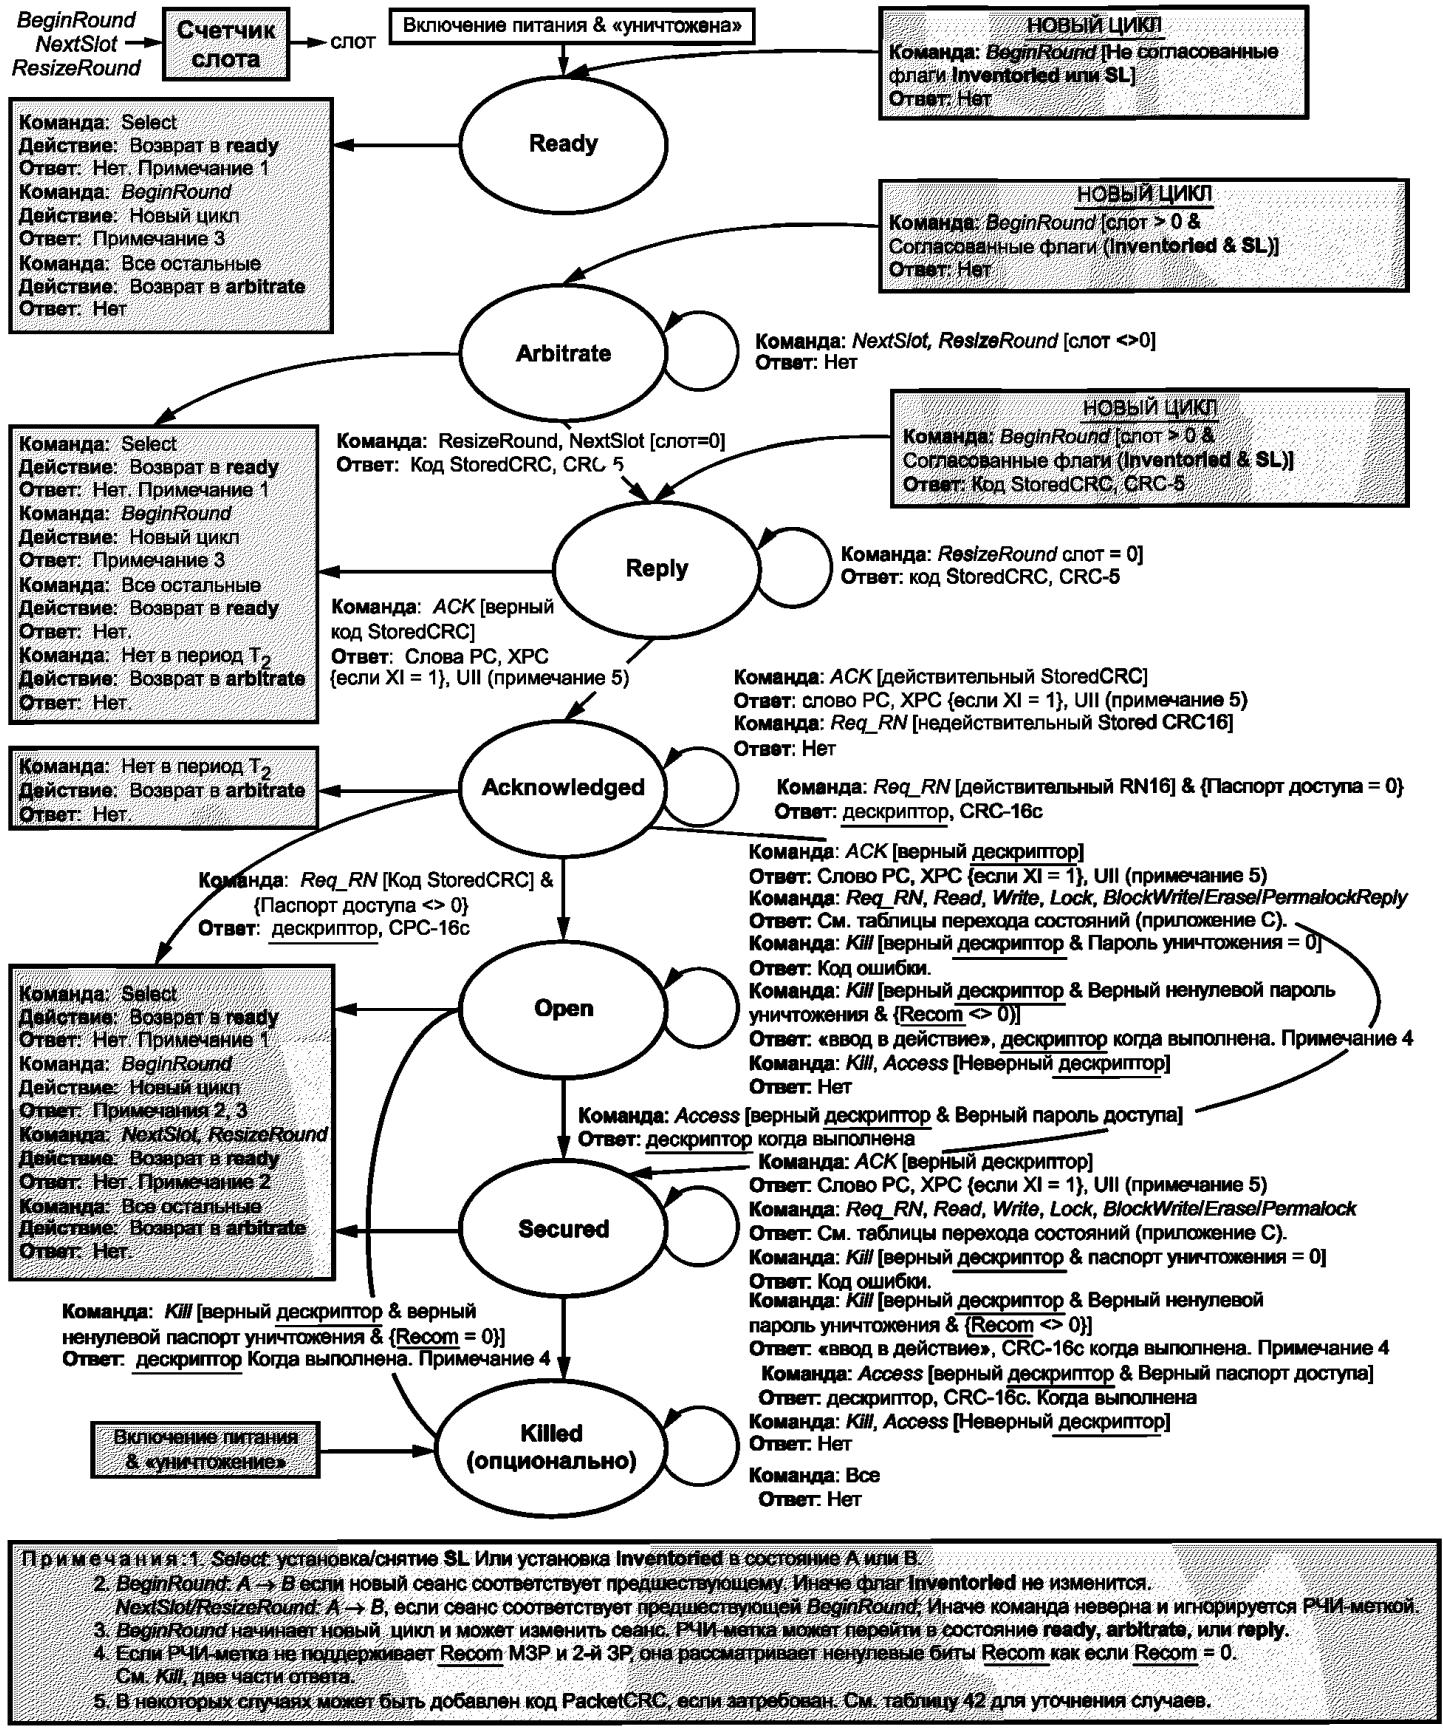 BeginRound
NextSlot
ResizeRound
Счетчик
слота
слот
Включение питания & «уничтожена»
НОВЫЙ ЦИКЛ
Команда: BeginRound [Не согласованные
флаги Inventoried или SL]
Ответ: Нет
Ready
Команда: Select
Действие: Возврат в ready
Ответ: Нет. Примечание 1
Команда: BeginRound
Действие: Новый цикл
Ответ: Примечание 3
Команда: Все остальные
Действие: Возврат в arbitrate
Ответ: Нет
НОВЫЙ ЦИКЛ
Команда: BeginRound [слот > 0 &
Согласованные флаги (Inventoried & SL)]
Ответ: Нет
Arbitrate
Команда: NextSlot, ResizeRound [слот <>0]
Ответ: Нет
НОВЫЙ ЦИКЛ
Команда: BeginRound [слот > 0 &
Согласованные флаги (Inventoried & SL)]
Ответ: Код StoredCRC, CRC-5
Команда: ResizeRound, NextSlot [слот=0]
Ответ: Код StoredCRC, CRC 5
Команда: Select
Действие: Возврат в ready
Ответ: Нет. Примечание 1
Команда: BeginRound
Действие: Новый цикл
Ответ: Примечание 3
Команда: Все остальные
Действие: Возврат в ready
Ответ: Нет.
Команда: Нет в период T2
Действие: Возврат в arbitrate
Ответ: Нет.
Reply
Команда: ResizeRound слот = 0]
Ответ: код StoredCRC, CRC-5
Команда: ACK [верный
код StoredCRC]
Ответ: Слова PC, XPC
{если XI = 1}, UII (примечание 5)
Команда: ACK [действительный StoredCRC]
Ответ: слово PC, XPC {если XI = 1}, UII (примечание 5)
Команда: Req_RN [недействительный Stored CRC16]
Ответ: Нет
Команда: Нет в период T2
Действие: Возврат в arbitrate
Ответ: Нет.
Acknowledged
Команда: Req_RN [действительный RN16] & {Паспорт доступа = 0}
Ответ: дескриптор, CRC-16c
Команда: Req_RN [Код StoredCRC] &
{Паспорт доступа <> 0}
Ответ: дескриптор, CPC-16c
Команда: ACK [верный дескриптор]
Ответ: Слово PC, XPC {если XI = 1}, UII (примечание 5)
Команда: Req_RN, Read, Write, Lock, BlockWrite/Erase/PermalockReply
Ответ: См. таблицы перехода состояний (приложение С).
Команда: Kill [верный дескриптор & Пароль уничтожения = 0]
Ответ: Код ошибки.
Команда: Kill [верный дескриптор & Верный ненулевой пароль
уничтожения & {Recom <> 0)]
Ответ: «ввод в действие», дескриптор когда выполнена. Примечание 4
Команда: Kill, Access [Неверный дескриптор]
Ответ: Нет
Open
Команда: Select
Действие: Возврат в ready
Ответ: Нет. Примечание 1
Команда: BeginRound
Действие: Новый цикл
Ответ: Примечания 2, 3
Команда: NextSlot, ResizeRound
Действие: Возврат в ready
Ответ: Нет. Примечание 2
Команда: Все остальные
Действие: Возврат в arbitrate
Ответ: Нет.
Команда: Access [верный дескриптор & Верный пароль доступа]
Ответ: дескриптор когда выполнена
Secured
Команда: ACK [верный дескриптор]
Ответ: Слово PC, XPC {если XI = 1}, UII (примечание 5)
Команда: Req_RN, Read, Write, Lock, BlockWrite/Erase/Permalock
Ответ: См. таблицы перехода состояний (приложение С).
Команда: Kill [верный дескриптор & паспорт уничтожения = 0]
Ответ: Код ошибки.
Команда: Kill [верный дескриптор & Верный ненулевой
пароль уничтожения & {Recom <> 0}]
Ответ: «ввод в действие», CRC-16c когда выполнена. Примечание 4
Команда: Access [верный дескриптор & Верный паспорт доступа]
Ответ: дескриптор, CRC-16c. Когда выполнена
Команда: Kill, Access [Неверный дескриптор]
Ответ: Нет
Команда: Kill [верный дескриптор & верный
ненулевой паспорт уничтожения & {Recom = 0}]
Ответ: дескриптор Когда выполнена. Примечание 4
Включение питания
& «уничтожение»
Killed
(опционально)
Команда: Все
Ответ: Нет
Примечания:1. Select: установка/снятие SL Или установка Inventoried в состояние А или В.
2. BeginRound: A → B если новый сеанс соответствует предшествующему. Иначе флаг Inventoried не изменится.
NextSlot/ResizeRound: A → B, если сеанс соответствует предшествующей BeginRound; Иначе команда неверна и игнорируется РЧИ-меткой.
3. BeginRound начинает новый цикл и может изменить сеанс. РЧИ-метка может перейти в состояние ready, arbitrate, или reply.
4. Если РЧИ-метка не поддерживает Recom МЗР и 2-й ЗР, она рассматривает ненулевые биты Recom как если Recom = 0.
См. Kill, две части ответа.
5. В некоторых случаях может быть добавлен код PacketCRC, если затребован. См. таблицу 42 для уточнения случаев.